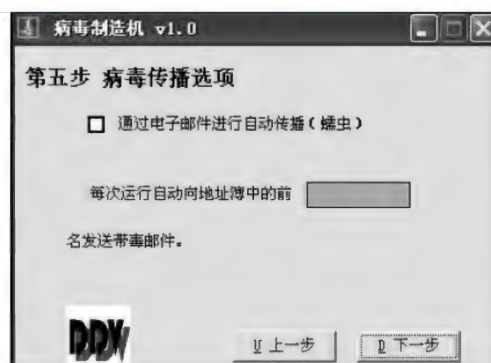 病毒制造机 v1.0
第五步 病毒传播选项
通过电子邮件进行自动传播(蠕虫)
每次运行自动向地址簿中的前
名发送带毒邮件。
DDV
U 上一步
D 下一步